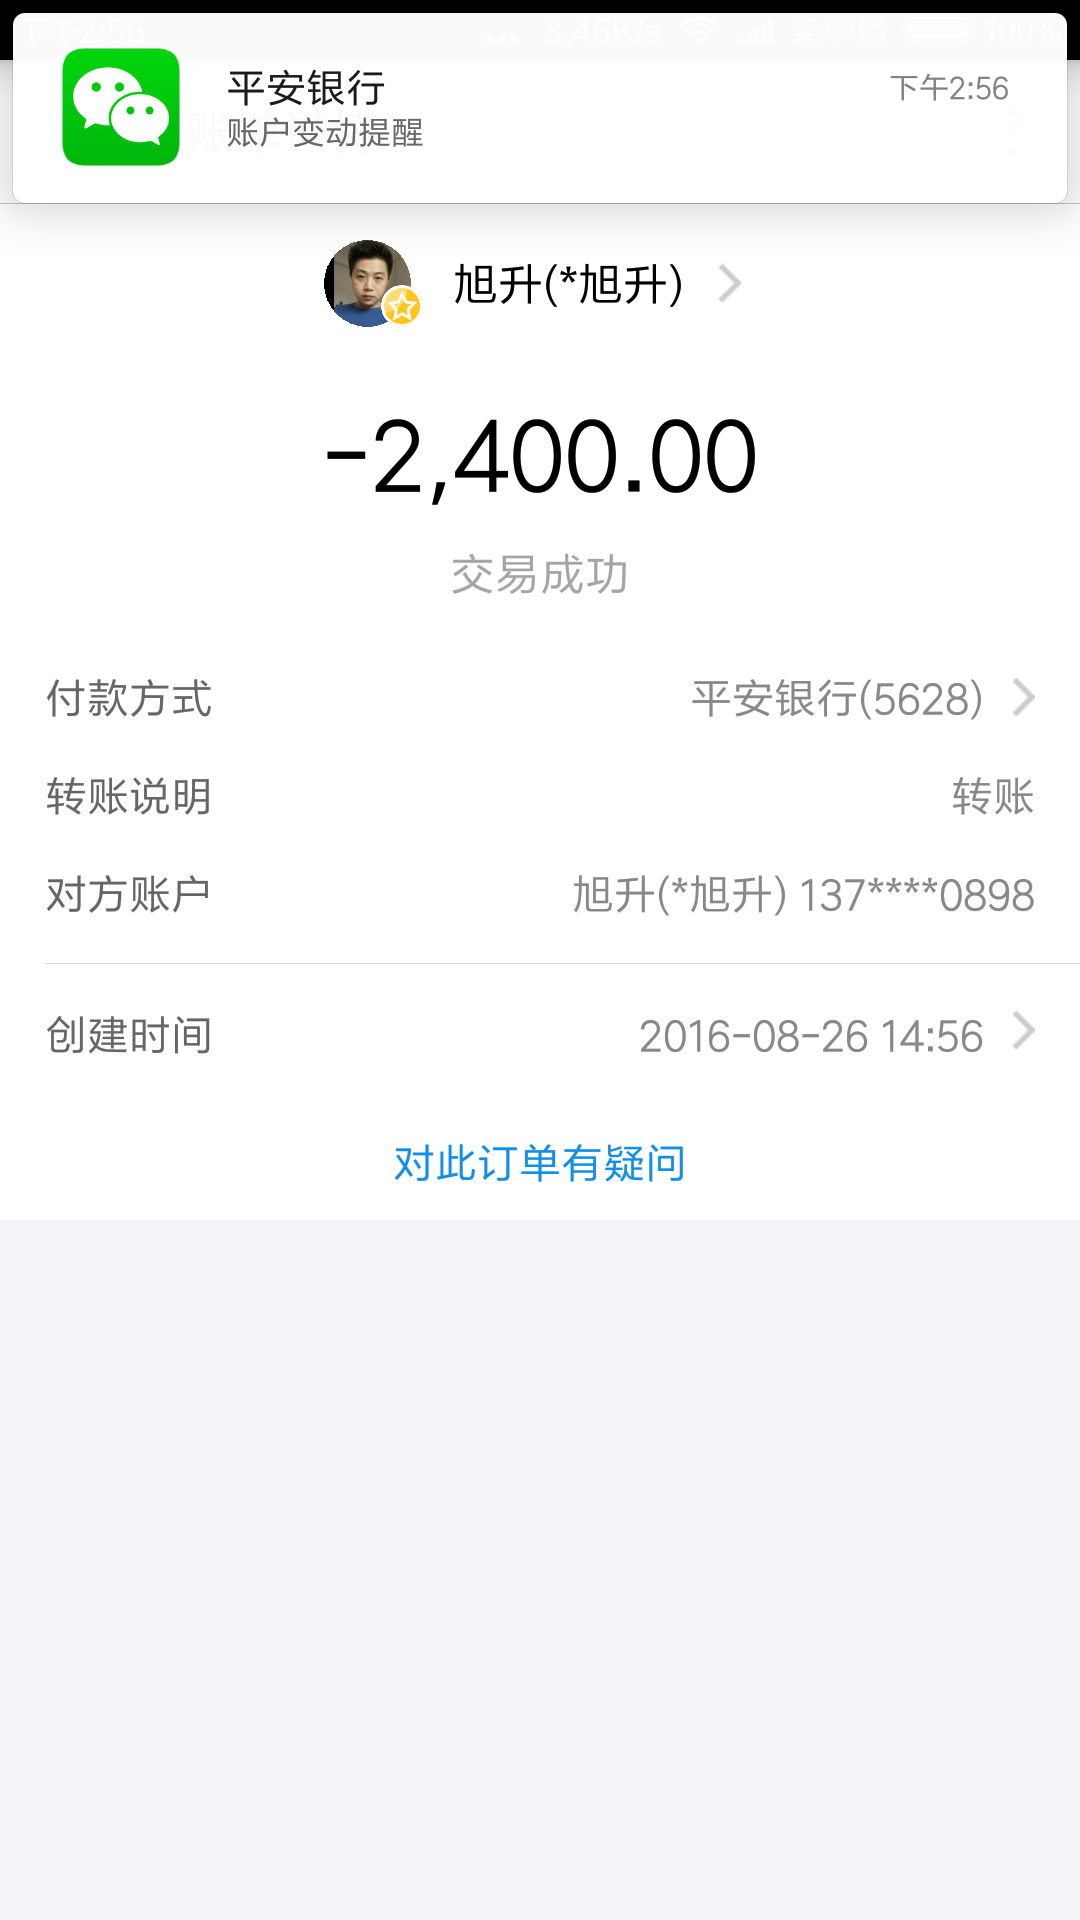 下午2:56 3.46K/s 100%
平安银行 下午2:56
账户变动提醒
旭升(*旭升)
-2,400.00
交易成功
付款方式 平安银行(5628)
转账说明 转账
对方账户 旭升(*旭升) 137****0898
创建时间 2016-08-26 14:56
对此订单有疑问